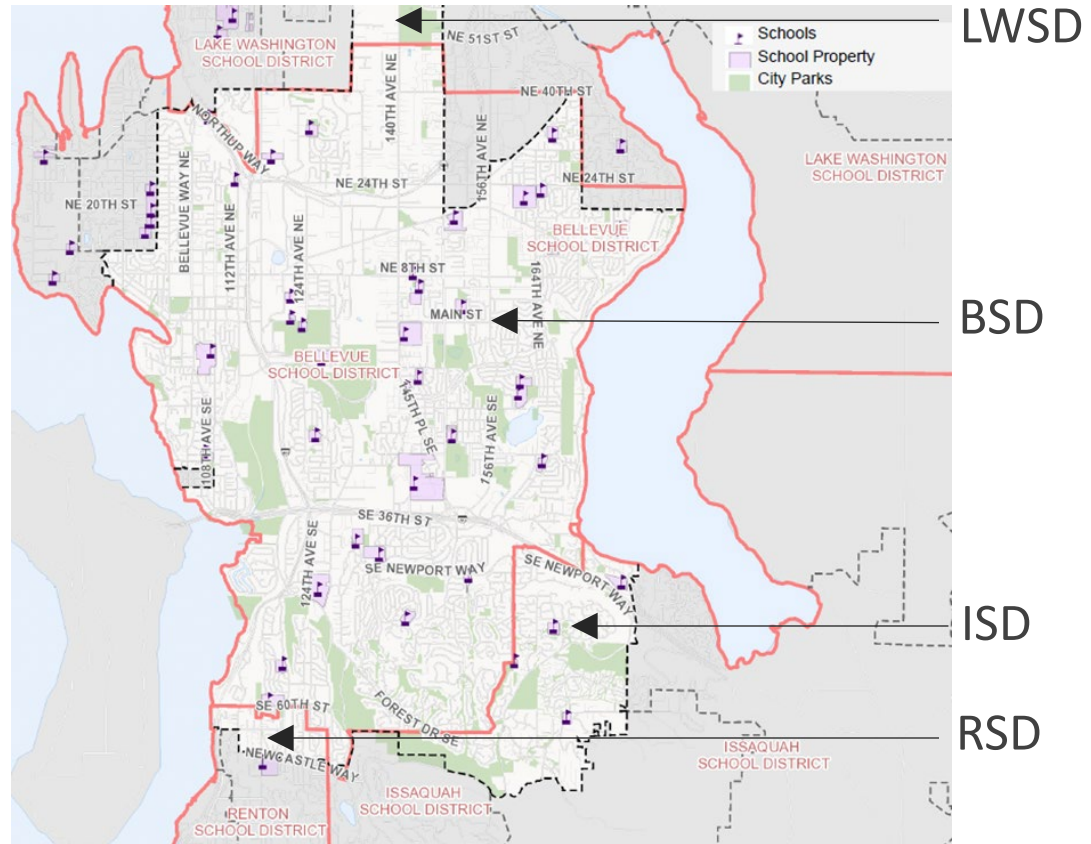 LWSD
NE 51ST ST
Schools
School Property
City Parks
LAKE WASHINGTON
SCHOOL DISTRICT
140TH AVE NE
NE 40TH ST
NORTHUP WAY
156TH AVE NE
LAKE WASHINGTON
SCHOOL DISTRICT
NE 24TH ST
NE 24TH ST
NE 20TH ST
BELLEVUE WAY NE
112TH AVE NE
124TH AVE NE
BELLEVUE
SCHOOL DISTRICT
NE 8TH ST
164TH AVE NE
MAIN ST
BSD
BELLEVUE
SCHOOL DISTRICT
145TH PL SE
108TH AVE SE
156TH AVE SE
SE 36TH ST
124TH AVE SE
SE NEWPORT WAY
SE NEWPORT WAY
ISD
SE 60TH ST
FOREST DR SE
RSD
NEWCASTLE WAY
ISSAQUAH
SCHOOL DISTRICT
ISSAQUAH
SCHOOL DISTRICT
RENTON
SCHOOL DISTRICT